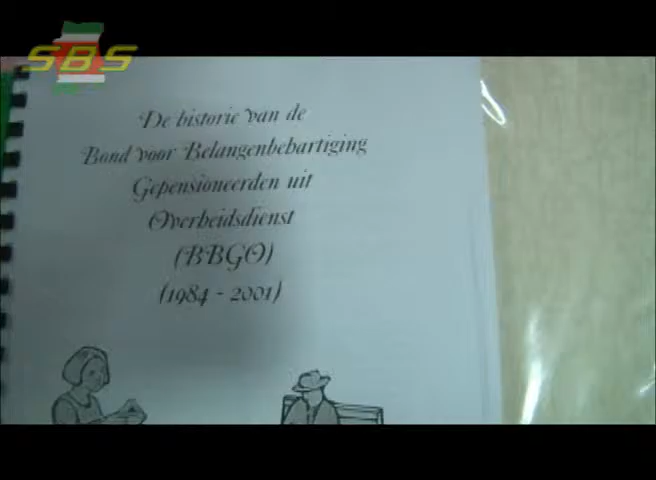 SBS
De historie van de
Bond voor Belangenbehartiging
Gepensioneerden uit
Overheidsdienst
(BBGO)
(1984 - 2001)